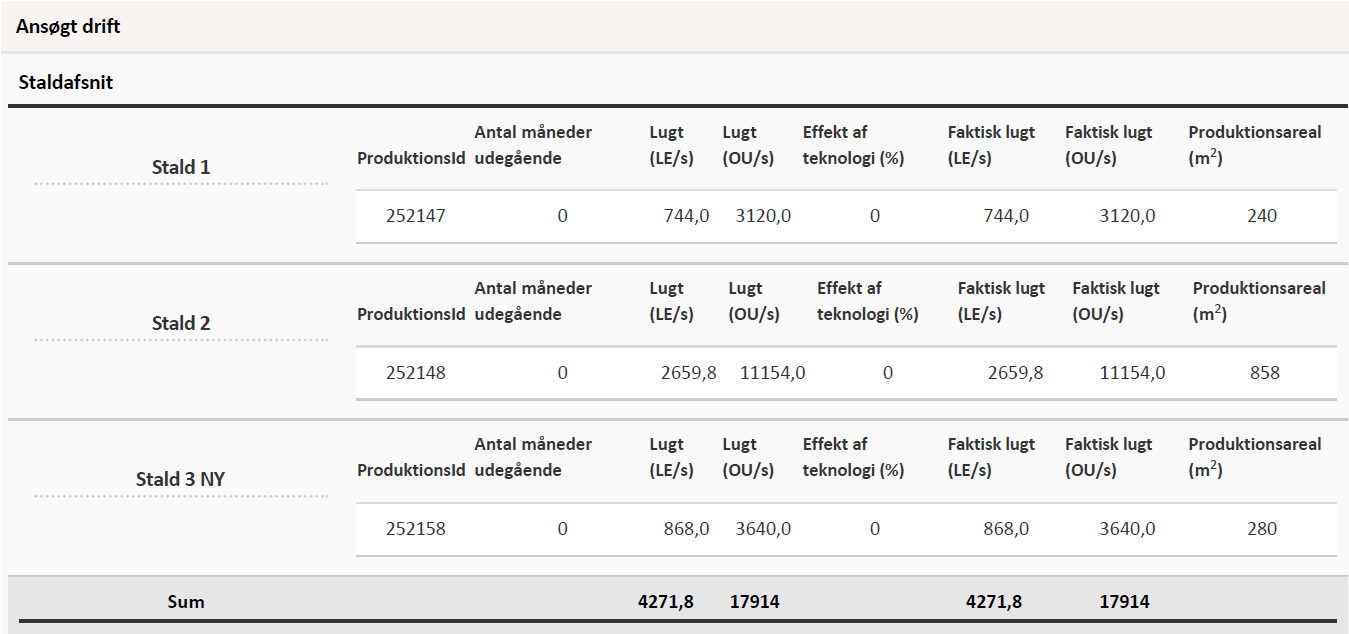 Ansøgt drift
Staldafsnit
Stald 1
ProduktionsId Antal måneder udegående Lugt (LE/s) Lugt (OU/s) Effekt af teknologi (%) Faktisk lugt (LE/s) Faktisk lugt (OU/s) Produktionsareal (m²)
252147 0 744,0 3120,0 0 744,0 3120,0 240
Stald 2
ProduktionsId Antal måneder udegående Lugt (LE/s) Lugt (OU/s) Effekt af teknologi (%) Faktisk lugt (LE/s) Faktisk lugt (OU/s) Produktionsareal (m²)
252148 0 2659,8 11154,0 0 2659,8 11154,0 858
Stald 3 NY
ProduktionsId Antal måneder udegående Lugt (LE/s) Lugt (OU/s) Effekt af teknologi (%) Faktisk lugt (LE/s) Faktisk lugt (OU/s) Produktionsareal (m²)
252158 0 868,0 3640,0 0 868,0 3640,0 280
Sum 4271,8 17914 4271,8 17914